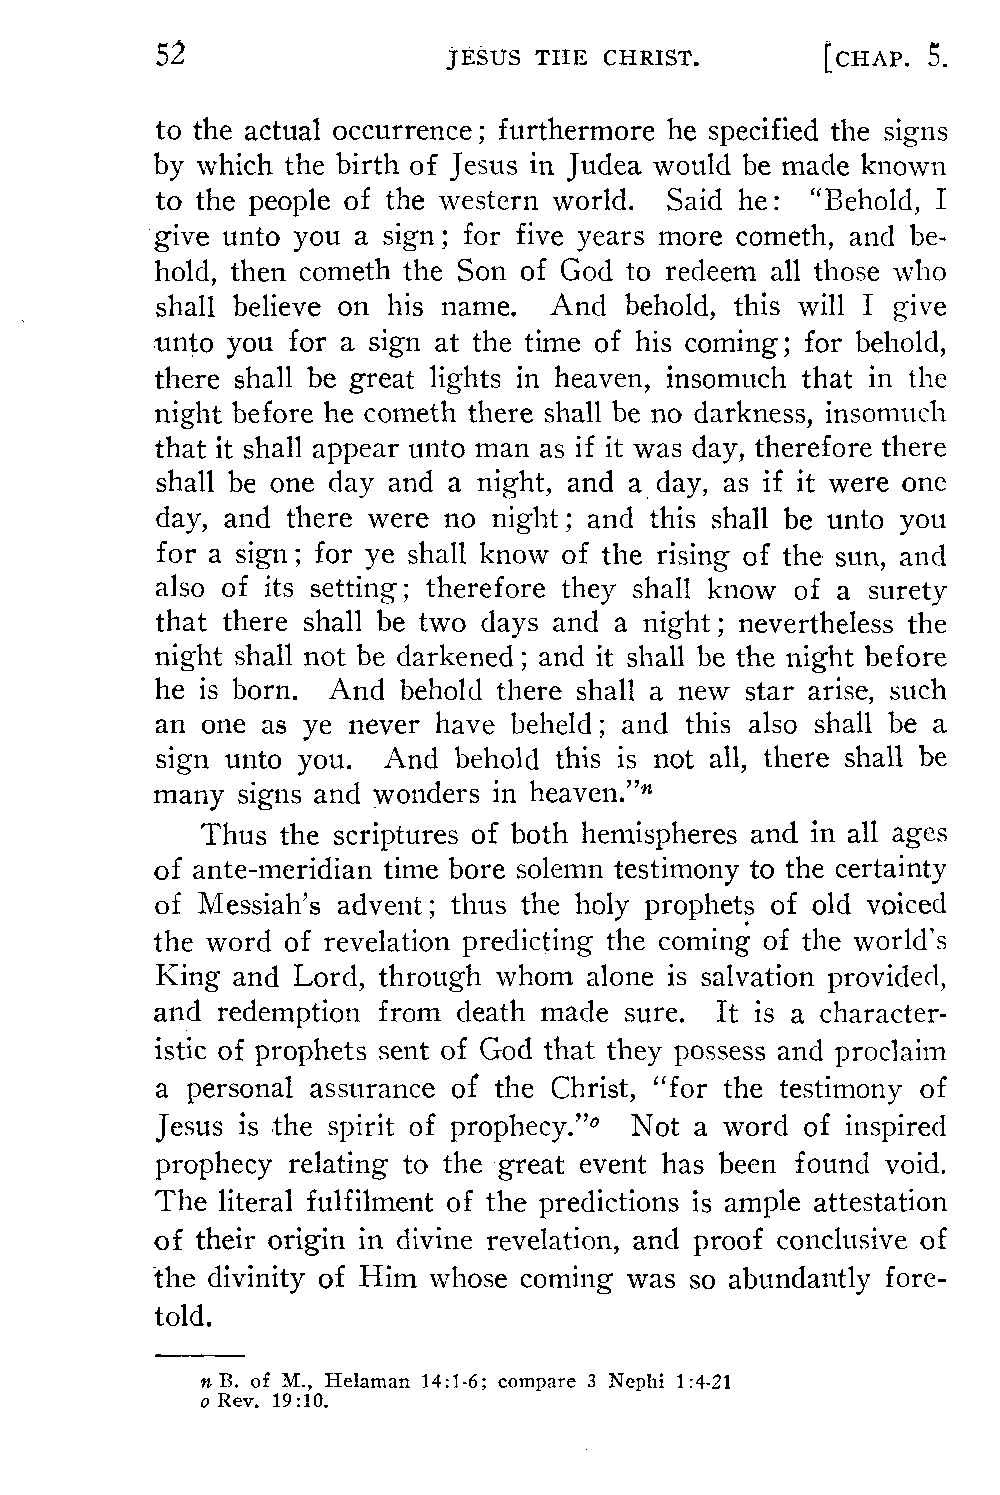 52 JESUS THE CHRIST. [CHAP. 5.
to the actual occurrence; furthermore he specified the signs
by which the birth of Jesus in Judea would be made known
to the people of the western world. Said he: "Behold, I
give unto you a sign; for five years more cometh, and be-
hold, then cometh the Son of God to redeem all those who
shall believe on his name. And behold, this will I give
unto you for a sign at the time of his coming; for behold,
there shall be great lights in heaven, insomuch that in the
night before he cometh there shall be no darkness, insomuch
that it shall appear unto man as if it was day, therefore there
shall be one day and a night, and a day, as if it were one
day, and there were no night; and this shall be unto you
for a sign; for ye shall know of the rising of the sun, and
also of its setting; therefore they shall know of a surety
that there shall be two days and a night; nevertheless the
night shall not be darkened; and it shall be the night before
he is born. And behold there shall a new star arise, such
an one as ye never have beheld; and this also shall be a
sign unto you. And behold this is not all, there shall be
many signs and wonders in heaven."n
Thus the scriptures of both hemispheres and in all ages
of ante-meridian time bore solemn testimony to the certainty
of Messiah's advent; thus the holy prophets of old voiced
the word of revelation predicting the coming of the world's
King and Lord, through whom alone is salvation provided,
and redemption from death made sure. It is a character-
istic of prophets sent of God that they possess and proclaim
a personal assurance of the Christ, "for the testimony of
Jesus is the spirit of prophecy."o Not a word of inspired
prophecy relating to the great event has been found void.
The literal fulfilment of the predictions is ample attestation
of their origin in divine revelation, and proof conclusive of
the divinity of Him whose coming was so abundantly fore-
told.
n B. of M., Helaman 14:1-6; compare 3 Nephi 1:4-21
o Rev. 19:10.